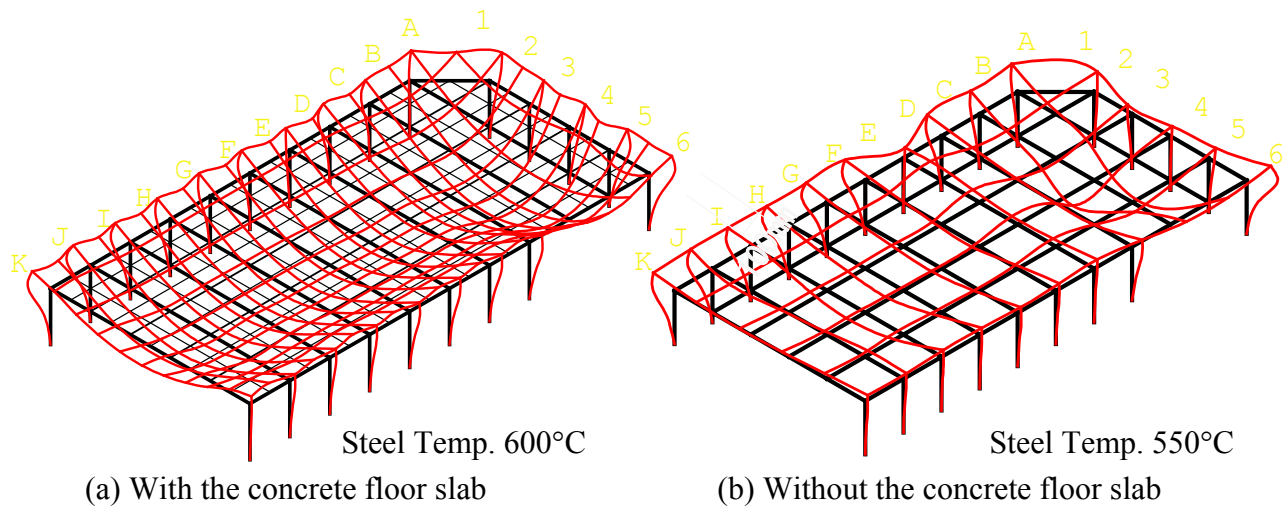 A 1
B 2
C 3
D 4
E 5
F 6
G
H
I
J
K
Steel Temp. 600°C
(a) With the concrete floor slab
A 1
B 2
C 3
D 4
E 5
F 6
G
H
I
J
K
Steel Temp. 550°C
(b) Without the concrete floor slab